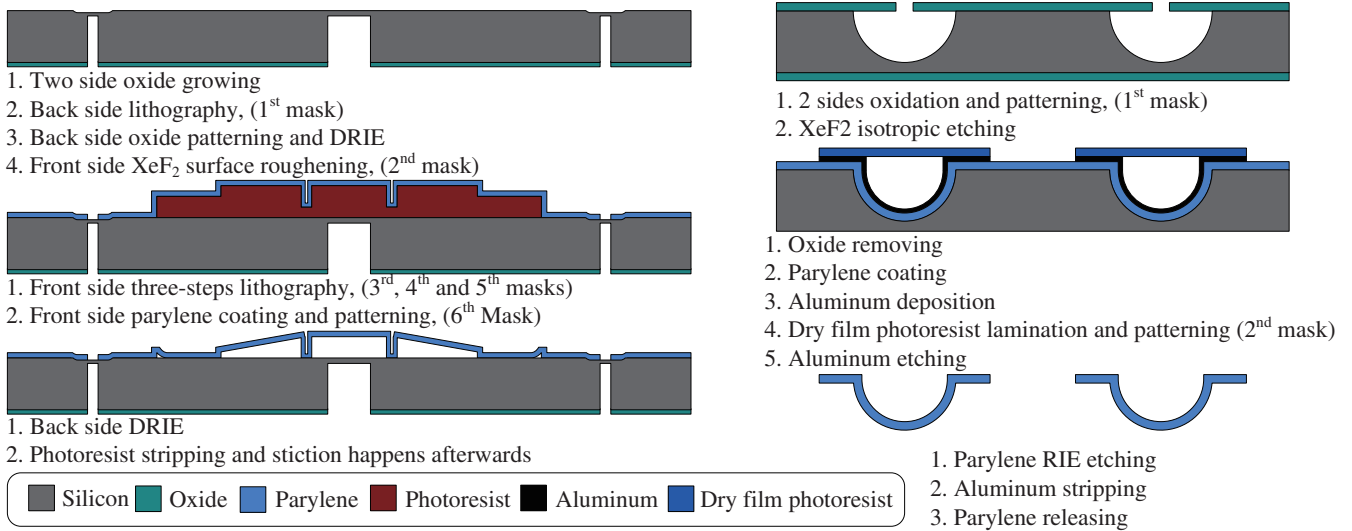 1. Two side oxide growing
2. Back side lithography, (1st mask)
3. Back side oxide patterning and DRIE
4. Front side XeF2 surface roughening, (2nd mask)
1. Front side three-steps lithography, (3rd, 4th and 5th masks)
2. Front side parylene coating and patterning, (6th Mask)
1. Back side DRIE
2. Photoresist stripping and stiction happens afterwards
1. 2 sides oxidation and patterning, (1st mask)
2. XeF2 isotropic etching
1. Oxide removing
2. Parylene coating
3. Aluminum deposition
4. Dry film photoresist lamination and patterning (2nd mask)
5. Aluminum etching
1. Parylene RIE etching
2. Aluminum stripping
3. Parylene releasing
Silicon Oxide Parylene Photoresist Aluminum Dry film photoresist